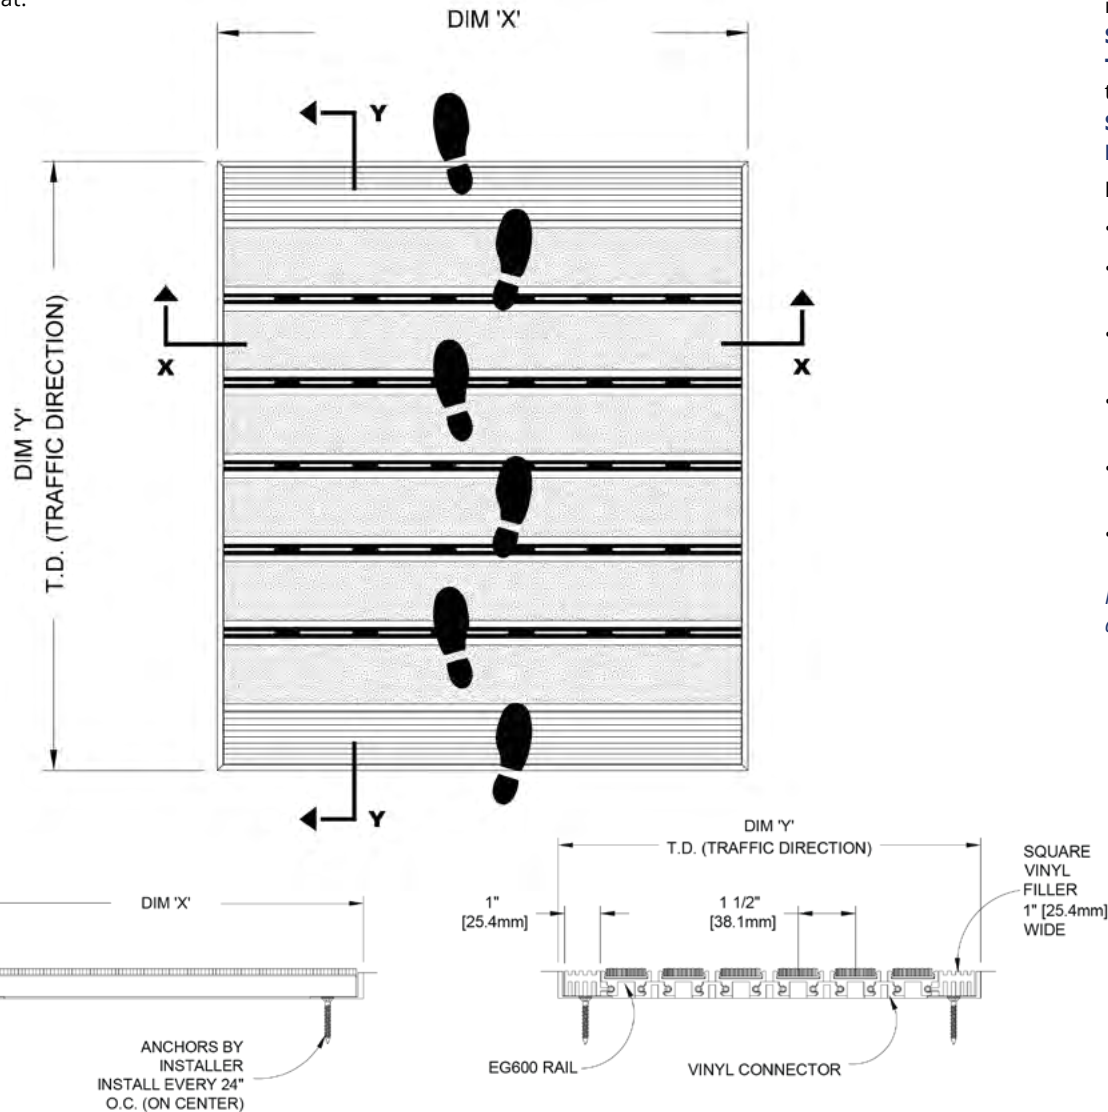 at.
DIM 'X'
Y
X
X
DIM 'Y'
T.D. (TRAFFIC DIRECTION)
Y
DIM 'X'
ANCHORS BY
INSTALLER
INSTALL EVERY 24"
O.C. (ON CENTER)
DIM 'Y'
T.D. (TRAFFIC DIRECTION)
1"
[25.4mm]
1 1/2"
[38.1mm]
SQUARE
VINYL
FILLER
1" [25.4mm]
WIDE
EG600 RAIL
VINYL CONNECTOR